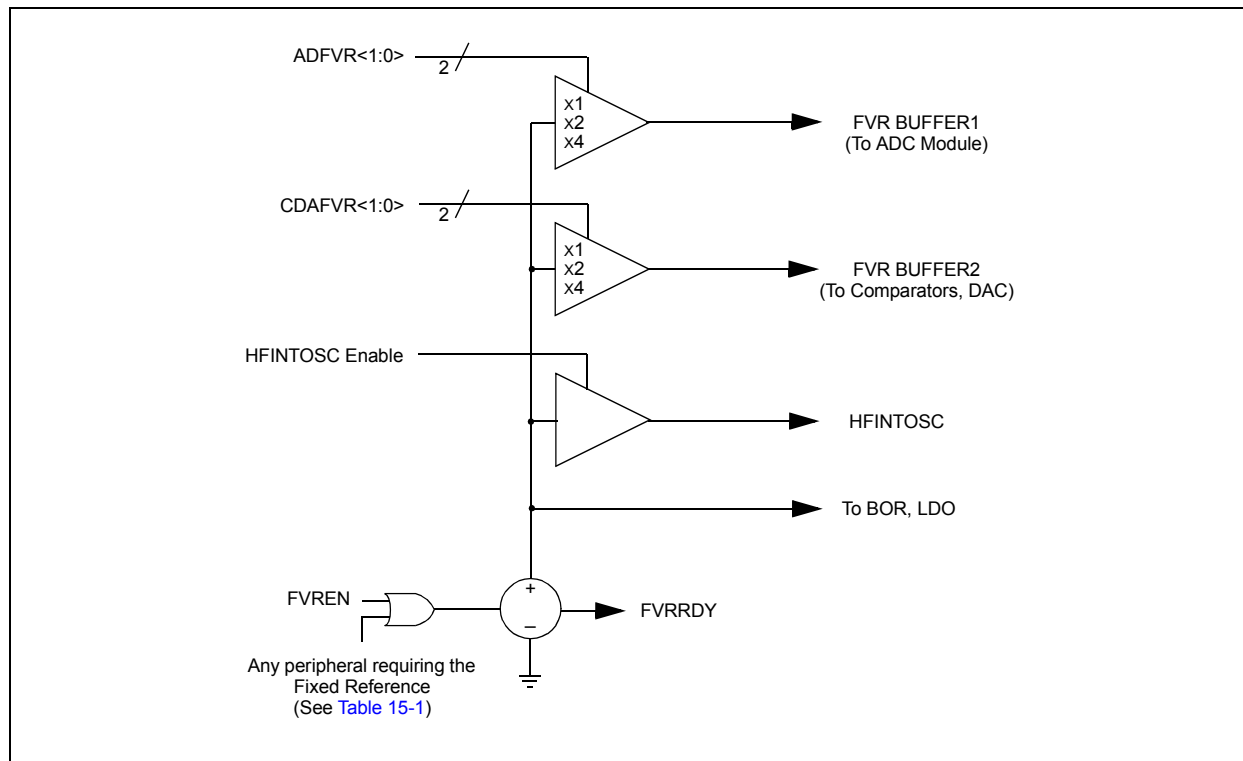 ADFVR<1:0>
2
X1
X2
X4
FVR BUFFER1
(To ADC Module)
CDAFVR<1:0>
2
X1
X2
X4
FVR BUFFER2
(To Comparators, DAC)
HFINTOSC Enable
HFINTOSC
To BOR, LDO
FVREN
+
_
FVRRDY
Any peripheral requiring the
Fixed Reference
(See Table 15-1)